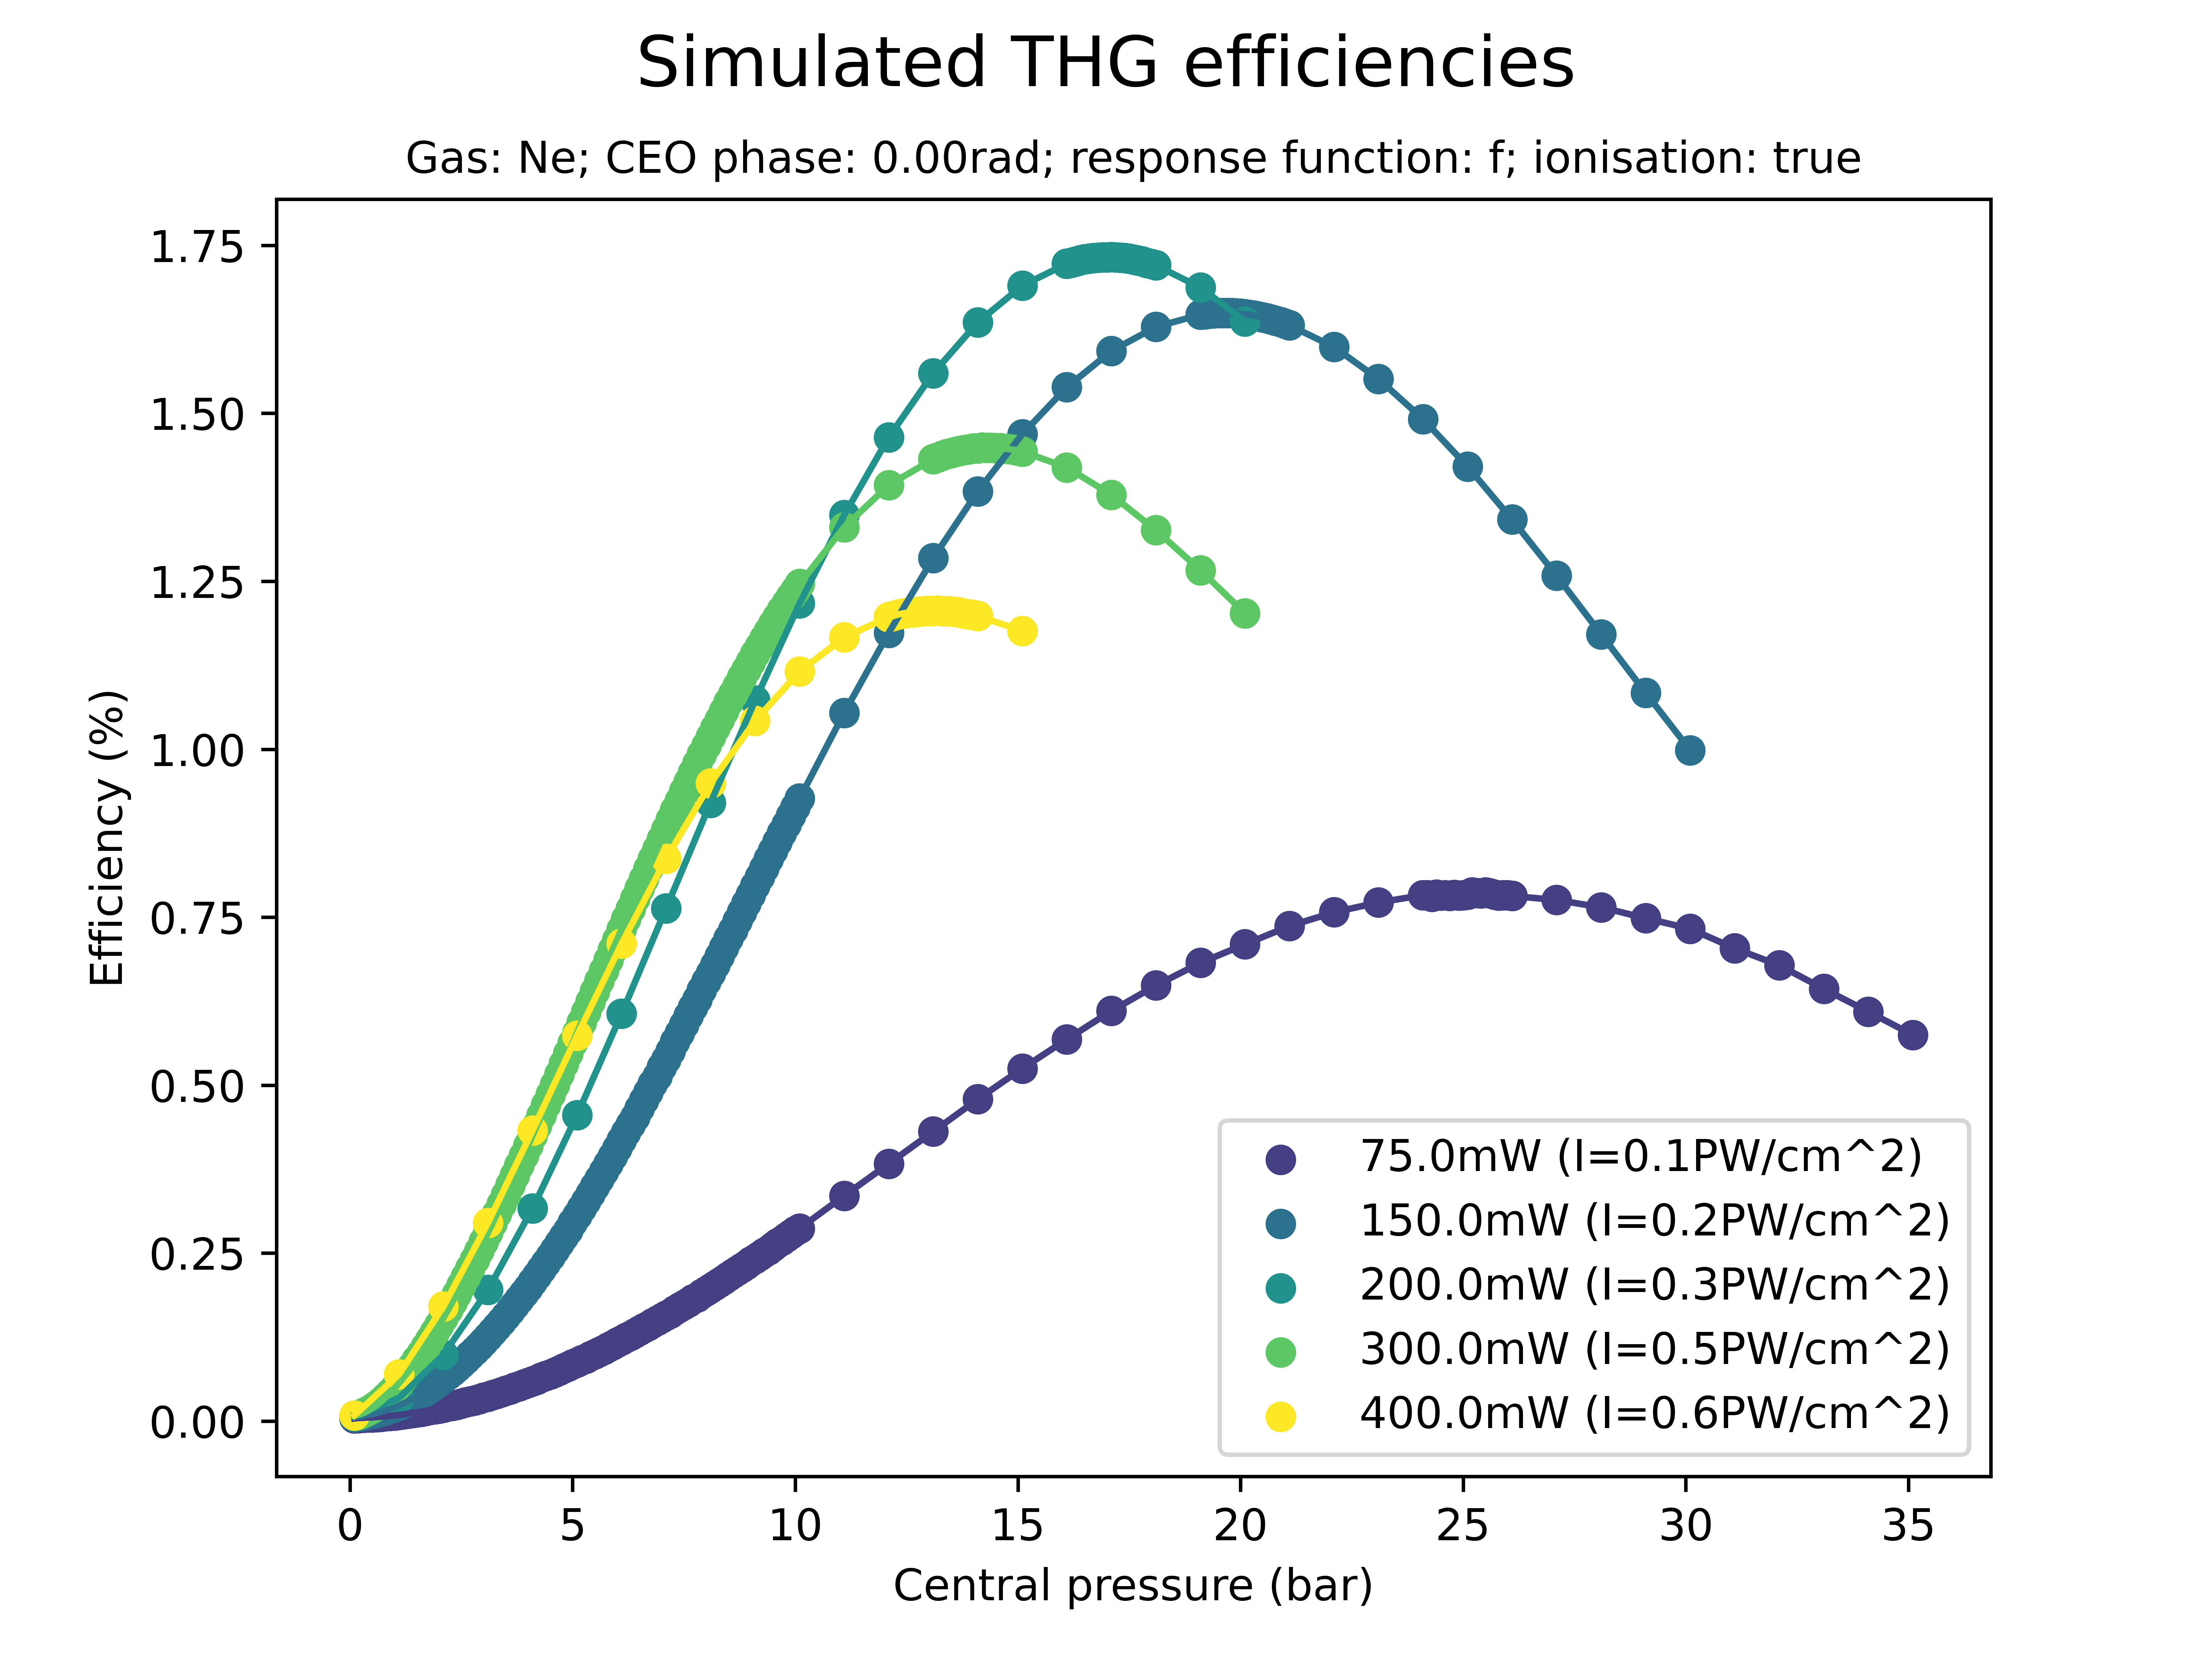 Simulated THG efficiencies
Gas: Ne; CEO phase: 0.00rad; response function: f; ionisation: true
Efficiency (%)
1.75
1.50
1.25
1.00
0.75
0.50
0.25
0.00
75.0mW (I=0.1PW/cm^2)
150.0mW (I=0.2PW/cm^2)
200.0mW (I=0.3PW/cm^2)
300.0mW (I=0.5PW/cm^2)
400.0mW (I=0.6PW/cm^2)
0 5 10 15 20 25 30 35
Central pressure (bar)